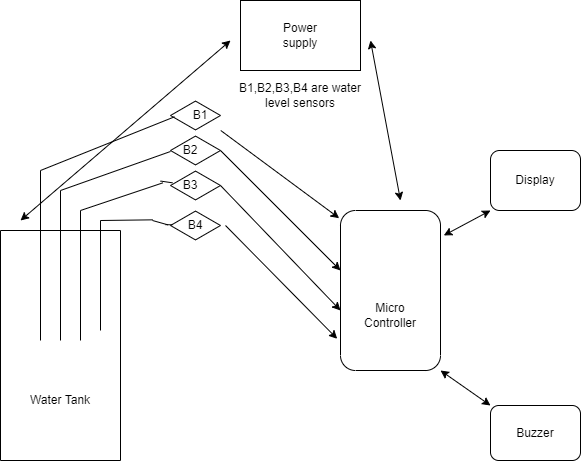 Power
supply
B1,B2,B3,B4 are water
level sensors
B1
B2
B3
B4
Display
Micro
Controller
Water Tank
Buzzer